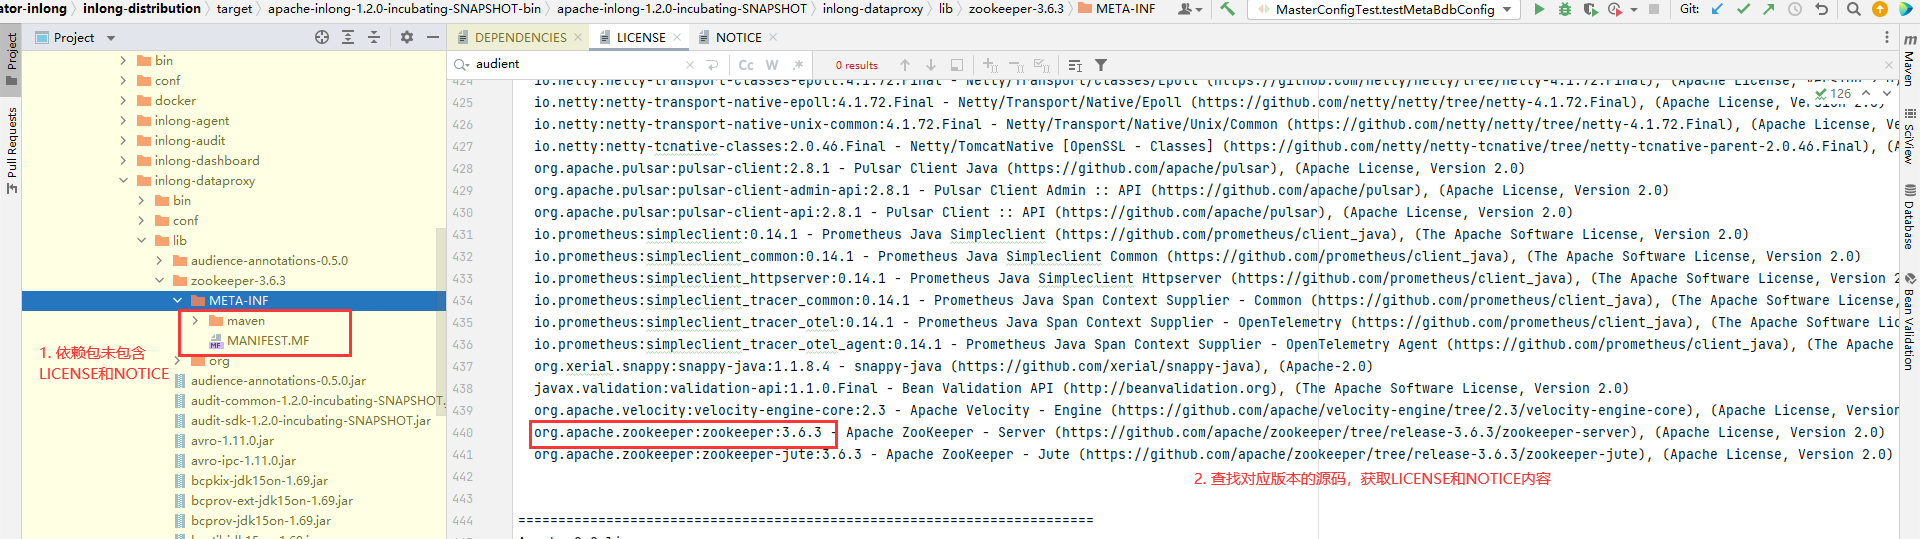 ator-inlong › inlong-distribution › target › apache-inlong-1.2.0-incubating-SNAPSHOT-bin › apache-inlong-1.2.0-incubating-SNAPSHOT › inlong-dataproxy › lib › zookeeper-3.6.3 › META-INF
MasterConfigTest.testMetaBdbConfig
Git:
Project
Pull Requests
Project
bin
conf
docker
inlong-agent
inlong-audit
inlong-dashboard
inlong-dataproxy
bin
conf
lib
audience-annotations-0.5.0
zookeeper-3.6.3
META-INF
maven
MANIFEST.MF
org
audience-annotations-0.5.0.jar
audit-common-1.2.0-incubating-SNAPSHOT.
audit-sdk-1.2.0-incubating-SNAPSHOT.jar
avro-1.11.0.jar
avro-ipc-1.11.0.jar
bcpkix-jdk15on-1.69.jar
bcprov-ext-jdk15on-1.69.jar
bcprov-jdk15on-1.69.jar
1. 依赖包未包含
LICENSE和NOTICE
DEPENDENCIES
LICENSE
NOTICE
audient
Cc
W
.*
0 results
126
424 io.netty:netty-transport-classes-epoll:4.1.72.Final - Netty/Transport/Classes/Epoll (https://github.com/netty/netty/tree/netty-4.1.72.Final), (Apache License, Version 2.0)
425 io.netty:netty-transport-native-epoll:4.1.72.Final - Netty/Transport/Native/Epoll (https://github.com/netty/netty/tree/netty-4.1.72.Final), (Apache License, Version 2.0)
426 io.netty:netty-transport-native-unix-common:4.1.72.Final - Netty/Transport/Native/Unix/Common (https://github.com/netty/netty/tree/netty-4.1.72.Final), (Apache License, Ve
427 io.netty:netty-tcnative-classes:2.0.46.Final - Netty/TomcatNative [OpenSSL - Classes] (https://github.com/netty/netty-tcnative/tree/netty-tcnative-parent-2.0.46.Final), (A
428 org.apache.pulsar:pulsar-client:2.8.1 - Pulsar Client Java (https://github.com/apache/pulsar), (Apache License, Version 2.0)
429 org.apache.pulsar:pulsar-client-admin-api:2.8.1 - Pulsar Client Admin :: API (https://github.com/apache/pulsar), (Apache License, Version 2.0)
430 org.apache.pulsar:pulsar-client-api:2.8.1 - Pulsar Client :: API (https://github.com/apache/pulsar), (Apache License, Version 2.0)
431 io.prometheus:simpleclient:0.14.1 - Prometheus Java Simpleclient (https://github.com/prometheus/client_java), (The Apache Software License, Version 2.0)
432 io.prometheus:simpleclient_common:0.14.1 - Prometheus Java Simpleclient Common (https://github.com/prometheus/client_java), (The Apache Software License, Version 2.0)
433 io.prometheus:simpleclient_httpserver:0.14.1 - Prometheus Java Simpleclient Httpserver (https://github.com/prometheus/client_java), (The Apache Software License, Version 2
434 io.prometheus:simpleclient_tracer_common:0.14.1 - Prometheus Java Span Context Supplier - Common (https://github.com/prometheus/client_java), (The Apache Software License,
435 io.prometheus:simpleclient_tracer_otel:0.14.1 - Prometheus Java Span Context Supplier - OpenTelemetry (https://github.com/prometheus/client_java), (The Apache Software Lic
436 io.prometheus:simpleclient_tracer_otel_agent:0.14.1 - Prometheus Java Span Context Supplier - OpenTelemetry Agent (https://github.com/prometheus/client_java), (The Apache
437 org.xerial.snappy:snappy-java:1.1.8.4 - snappy-java (https://github.com/xerial/snappy-java), (Apache-2.0)
438 javax.validation:validation-api:1.1.0.Final - Bean Validation API (http://beanvalidation.org), (The Apache Software License, Version 2.0)
439 org.apache.velocity:velocity-engine-core:2.3 - Apache Velocity - Engine (https://github.com/apache/velocity-engine/tree/2.3/velocity-engine-core), (Apache License, Version
440 org.apache.zookeeper:zookeeper:3.6.3 - Apache ZooKeeper - Server (https://github.com/apache/zookeeper/tree/release-3.6.3/zookeeper-server), (Apache License, Version 2.0)
441 org.apache.zookeeper:zookeeper-jute:3.6.3 - Apache ZooKeeper - Jute (https://github.com/apache/zookeeper/tree/release-3.6.3/zookeeper-jute), (Apache License, Version 2.0)
442
2. 查找对应版本的源码，获取LICENSE和NOTICE内容
443
444 ========================================================================
Maven
SciView
Database
Bean Validation